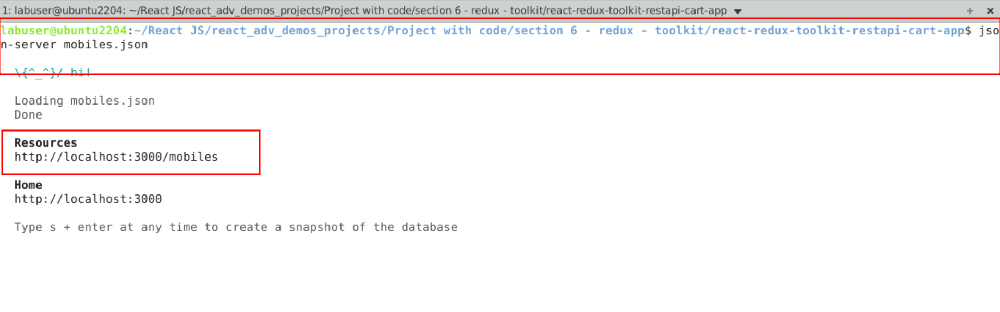 1: labuser@ubuntu2204: ~/React JS/react_adv_demos_projects/Project with code/section 6 - redux - toolkit/react-redux-toolkit-restapi-cart-app
labuser@ubuntu2204:~/React JS/react_adv_demos_projects/Project with code/section 6 - redux - toolkit/react-redux-toolkit-restapi-cart-app$ jso
n-server mobiles.json
\{^_^}/ hi!
Loading mobiles.json
Done
Resources
http://localhost:3000/mobiles
Home
http://localhost:3000
Type s + enter at any time to create a snapshot of the database